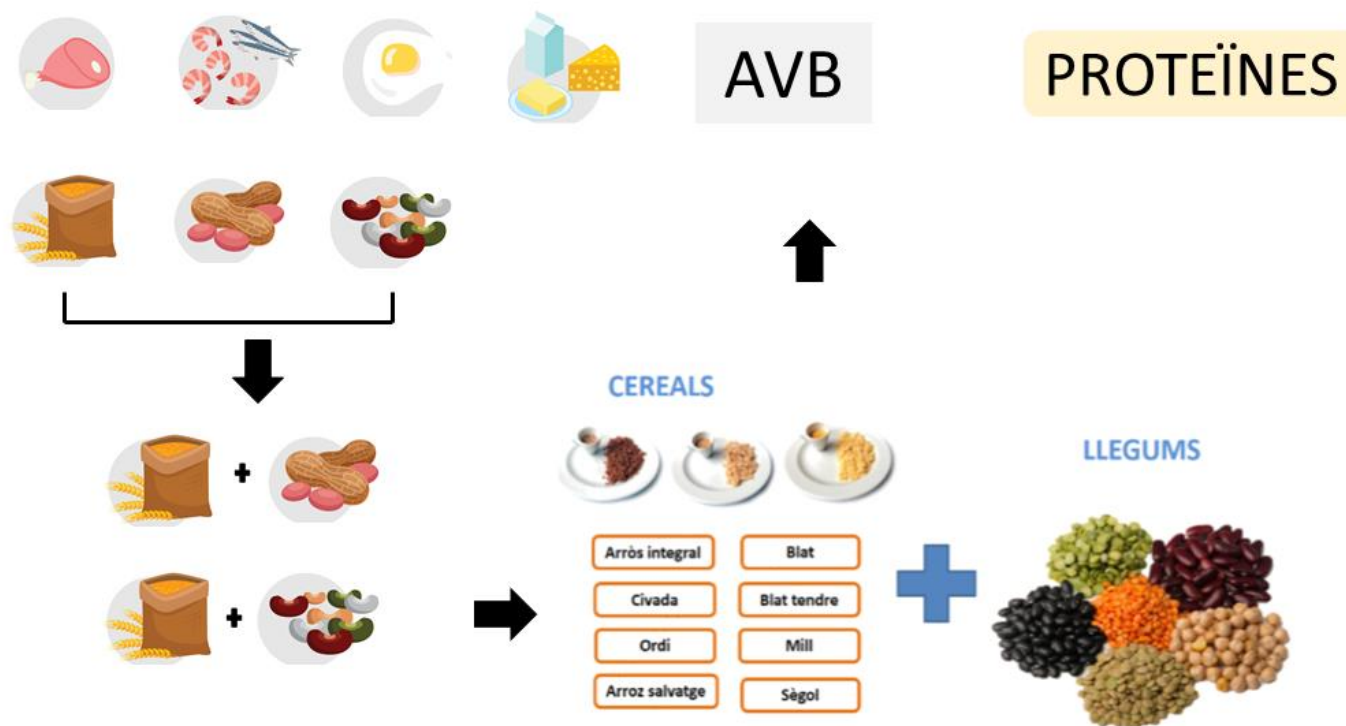 AVB
PROTEÏNES
CEREALS
LLEGUMS
Arròs integral
Blat
Civada
Blat tendre
Ordi
Mill
Arroz salvatge
Sègol